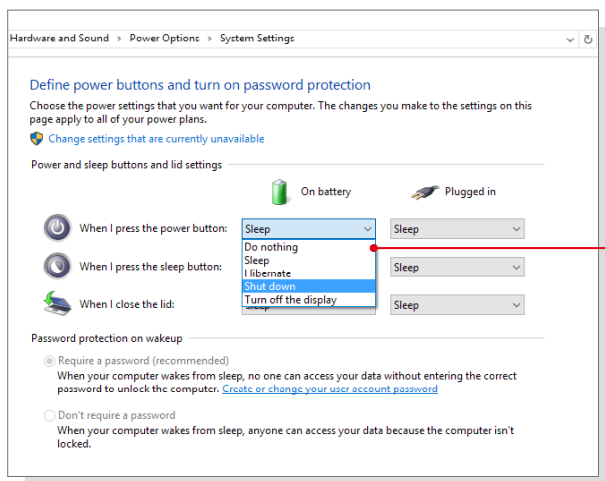 Hardware and Sound > Power Options > System Settings
Define power buttons and turn on password protection
Choose the power settings that you want for your computer. The changes you make to the settings on this
page apply to all of your power plans.
Change settings that are currently unavailable
Power and sleep buttons and lid settings
On battery Plugged in
When I press the power button: Sleep Sleep
Do nothing
Sleep
When I press the sleep button: Sleep
Hibernate
Shut down
Turn off the display
When I close the lid: Sleep Sleep
Password protection on wakeup
Require a password (recommended)
When your computer wakes from sleep, no one can access your data without entering the correct
password to unlock the computer. Create or change your user account password
Don't require a password
When your computer wakes from sleep, anyone can access your data because the computer isn't
locked.